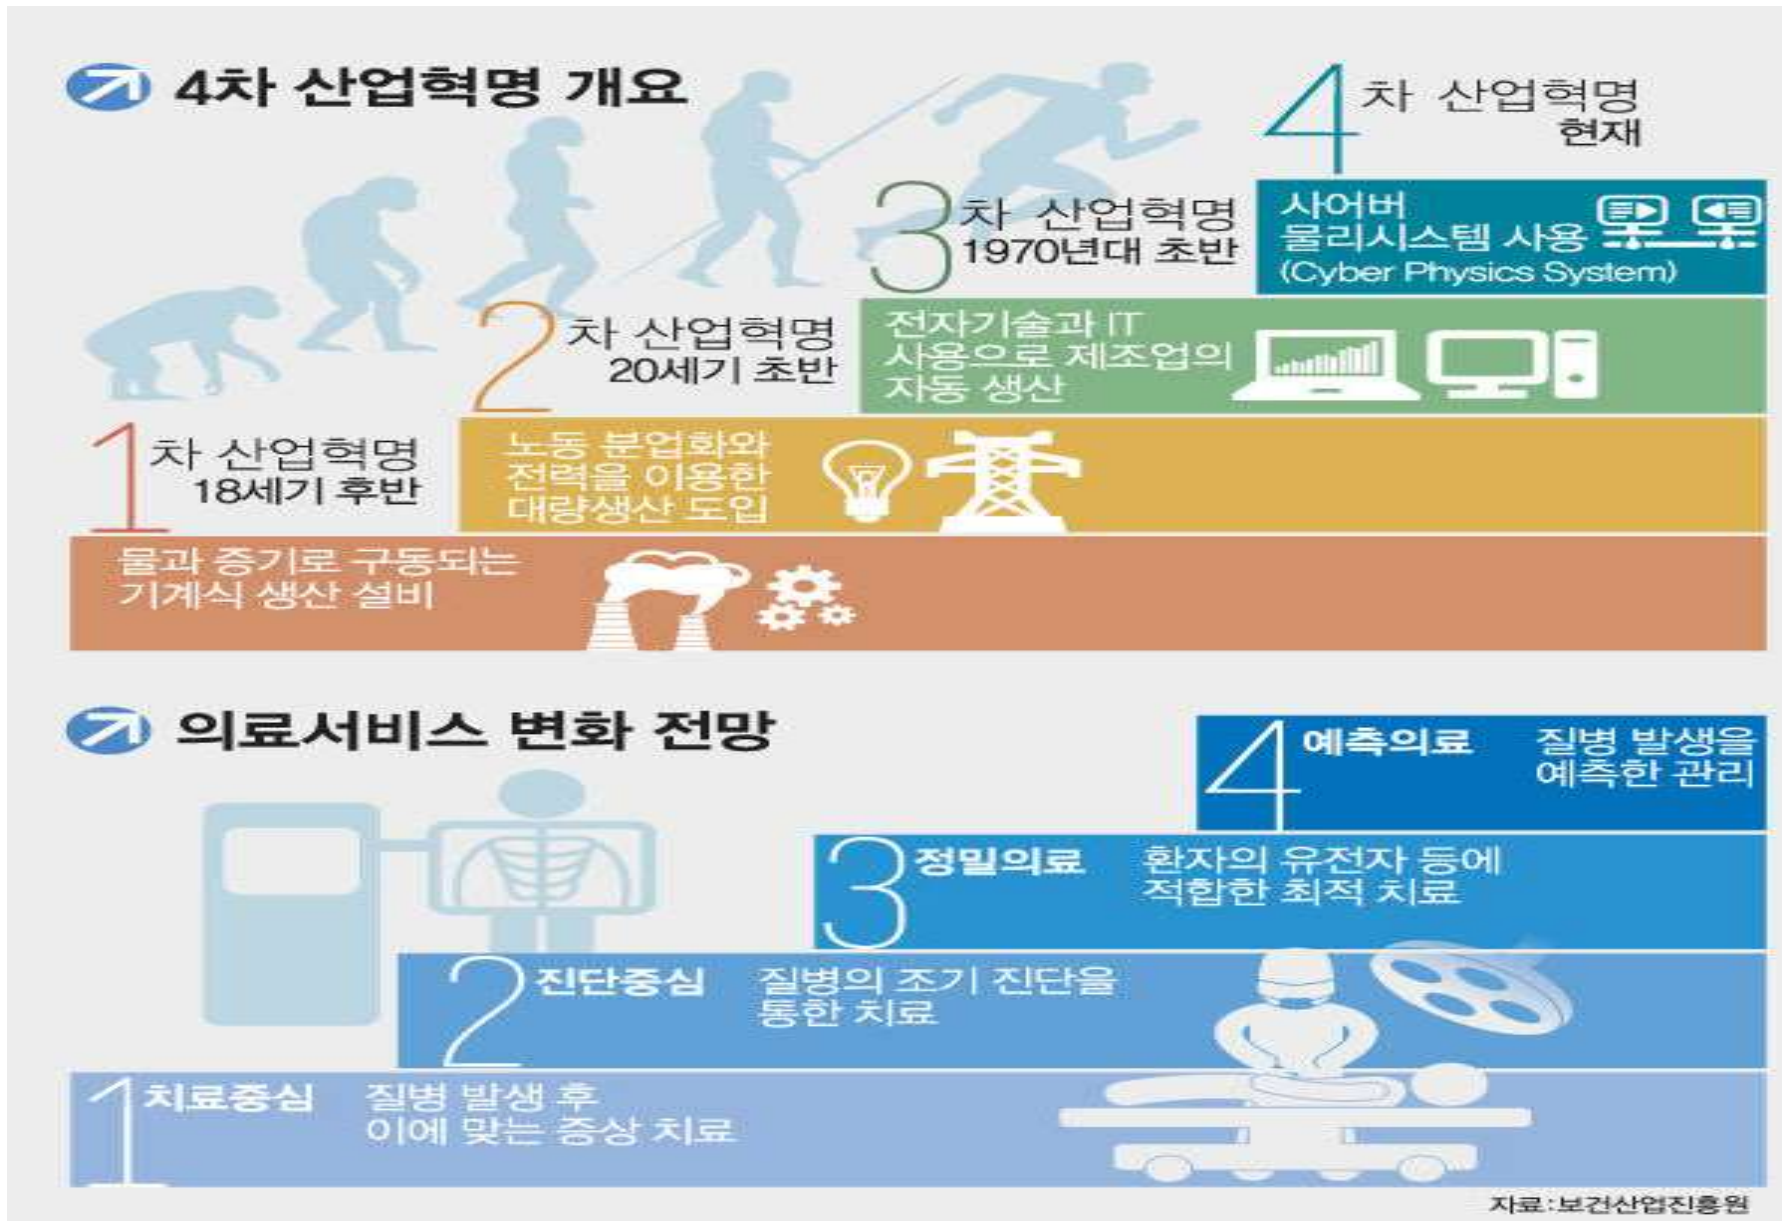 4차 산업혁명 개요
4차 산업혁명
현재
사어버
물리시스템 사용
(Cyber Physics System)
3차 산업혁명
1970년대 초반
전자기술과 IT
사용으로 제조업의
자동 생산
2차 산업혁명
20세기 초반
노동 분업화와
전력을 이용한
대량생산 도입
1차 산업혁명
18세기 후반
물과 증기로 구동되는
기계식 생산 설비
의료서비스 변화 전망
4 예측의료 질병 발생을
예측한 관리
3 정밀의료 환자의 유전자 등에
적합한 최적 치료
2 진단중심 질병의 조기 진단을
통한 치료
1 치료중심 질병 발생 후
이에 맞는 증상 치료
자료:보건산업진흥원